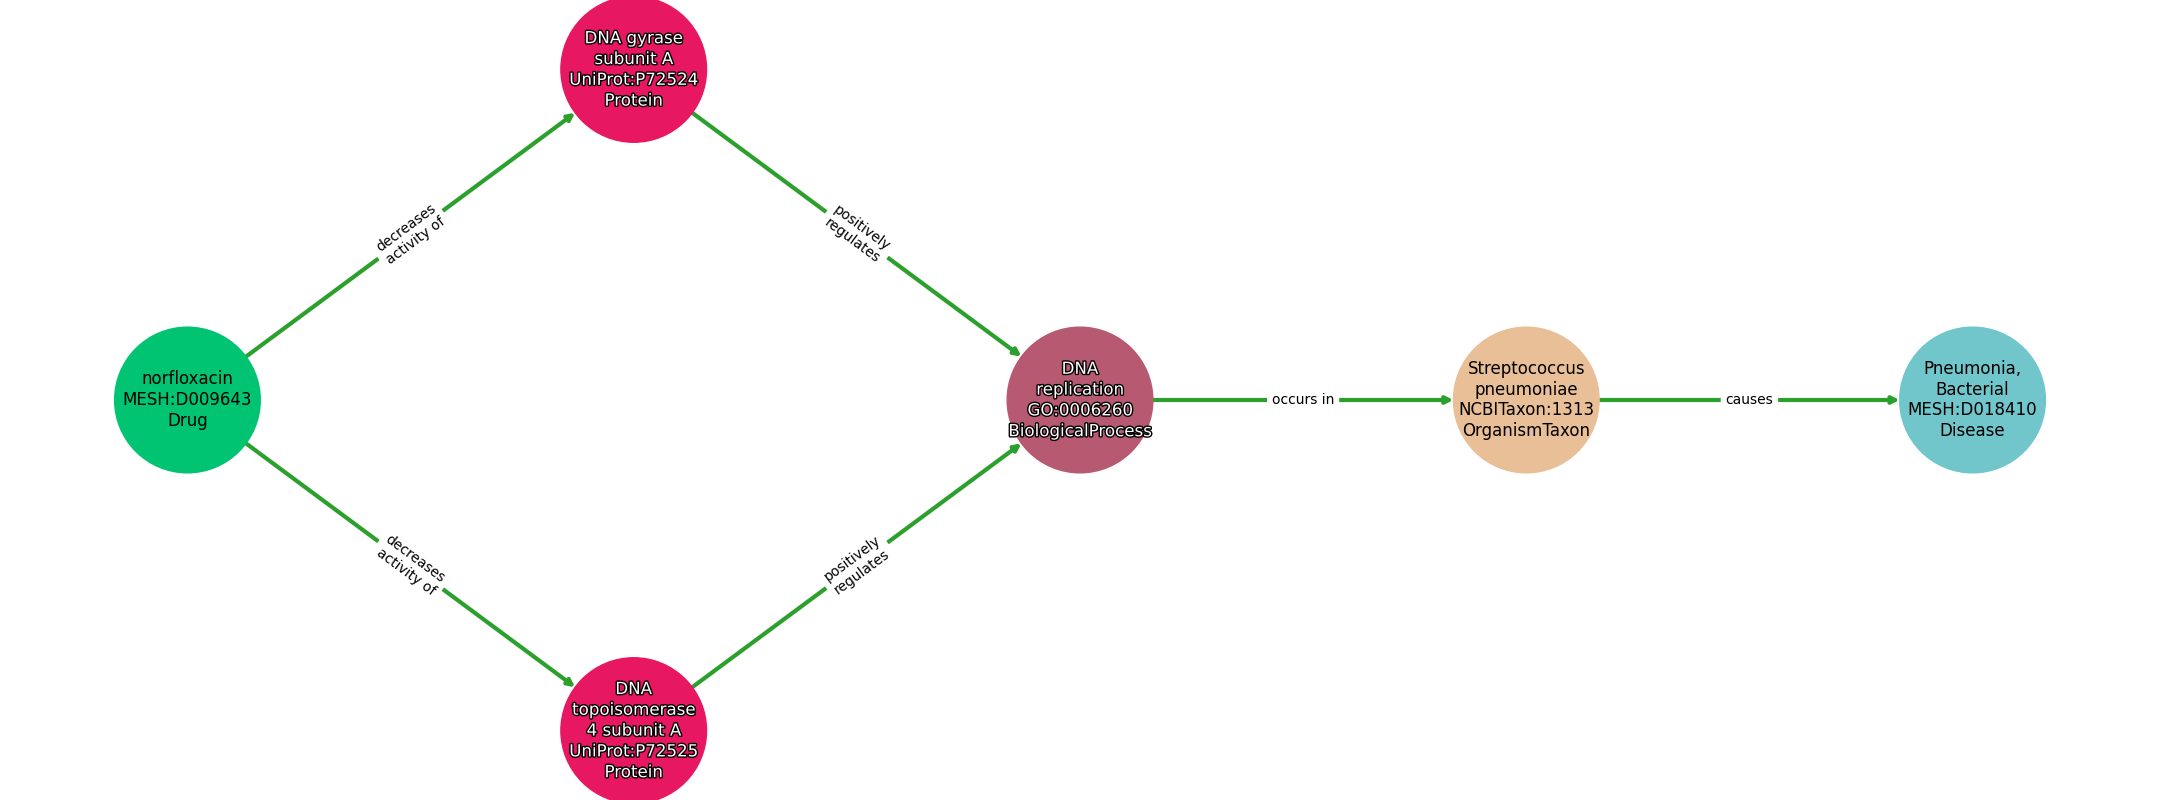 DNA gyrase
subunit A
UniProt:P72524
Protein
decreases
activity of
positively
regulates
norfloxacin
MESH:D009643
Drug
DNA
replication
GO:0006260
BiologicalProcess
occurs in
Streptococcus
pneumoniae
NCBITaxon:1313
OrganismTaxon
causes
Pneumonia,
Bacterial
MESH:D018410
Disease
decreases
activity of
positively
regulates
DNA
topoisomerase
4 subunit A
UniProt:P72525
Protein